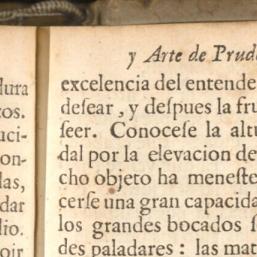 dura
cos.
uci-
on-
las,
dar
dio.
oir
y Arte de Prud
excelencia del entende
deſear, y deſpues la fru
ſeer. Conoceſe la altu
dal por la elevacion de
cho objeto ha meneſte
cerſe una gran capacida
los grandes bocados ſ
des paladares : las mat